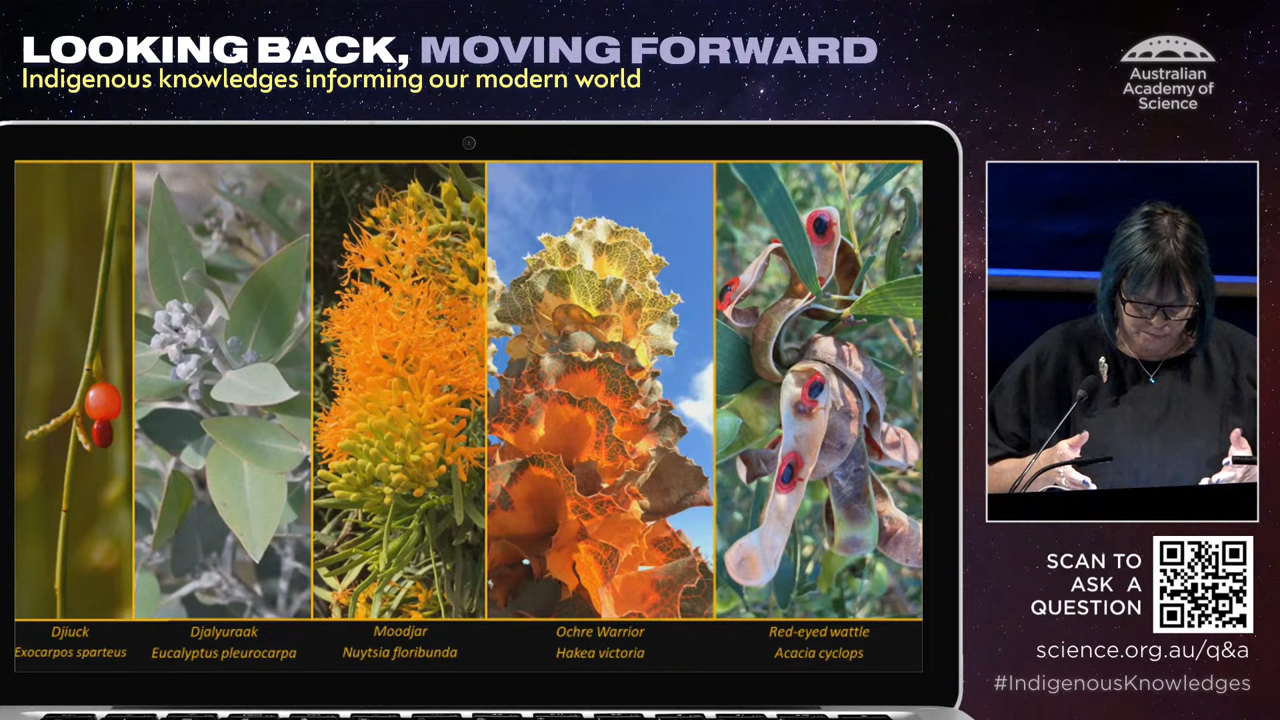 LOOKING BACK, MOVING FORWARD
Indigenous knowledges informing our modern world
Australian
Academy of
Science
Djiuck
Exocarpos sparteus
Djalyuraak
Eucalyptus pleurocarpa
Moodjar
Nuytsia floribunda
Ochre Warrior
Hakea victoria
Red-eyed wattle
Acacia cyclops
SCAN TO
ASK A
QUESTION
science.org.au/q&a
#IndigenousKnowledges